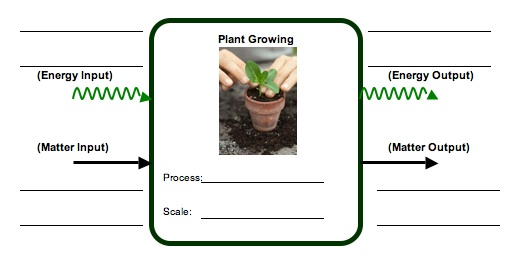 Plant Growing
(Energy Input)
(Energy Output)
(Matter Input)
(Matter Output)
Process:
Scale: